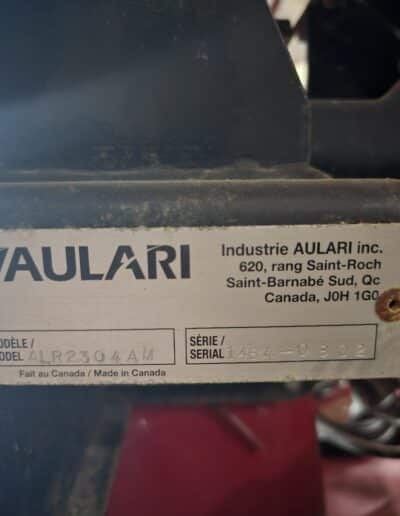 AULARI
Industrie AULARI inc.
620, rang Saint-Roch
Saint-Barnabé Sud, Qc
Canada, J0H 1G0
MODÈLE /
MODEL ALR2304AM
SÉRIE /
SERIAL
Fait au Canada / Made in Canada